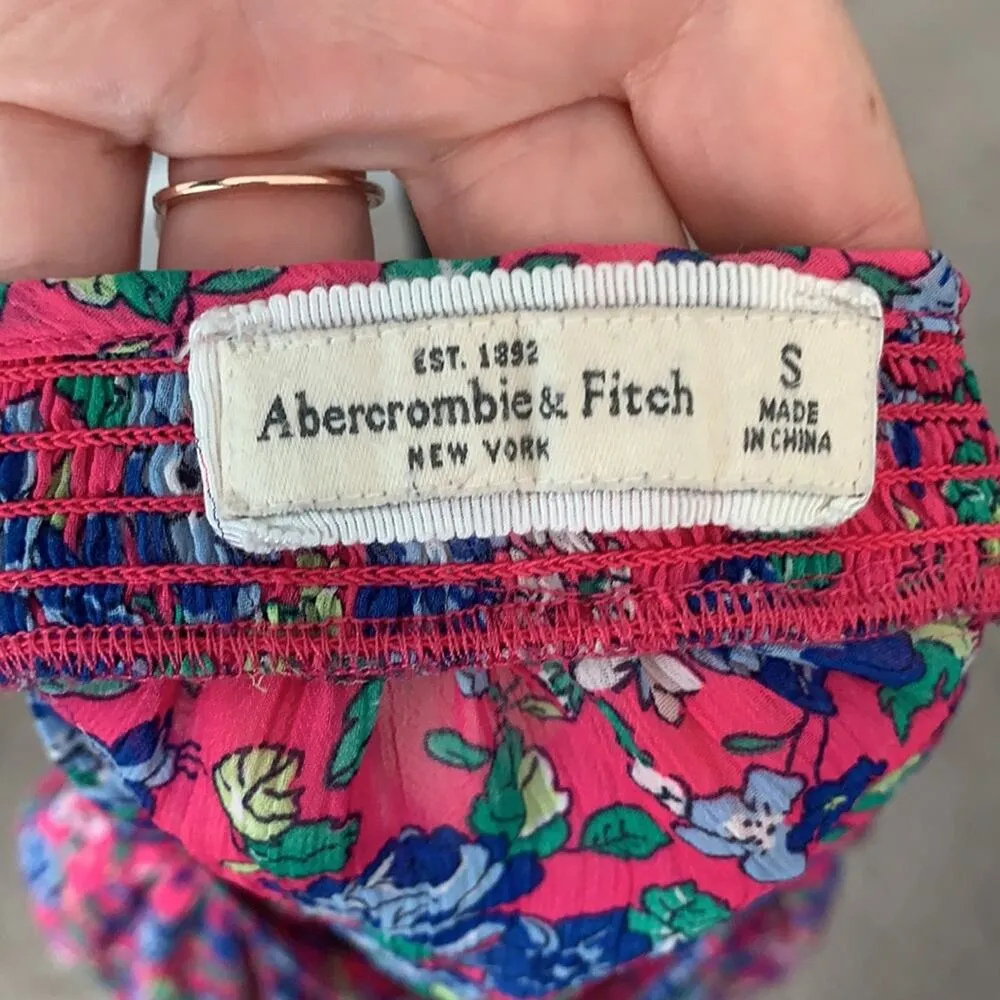 EST. 1892
Abercrombie & Fitch
NEW YORK
S
MADE
IN CHINA